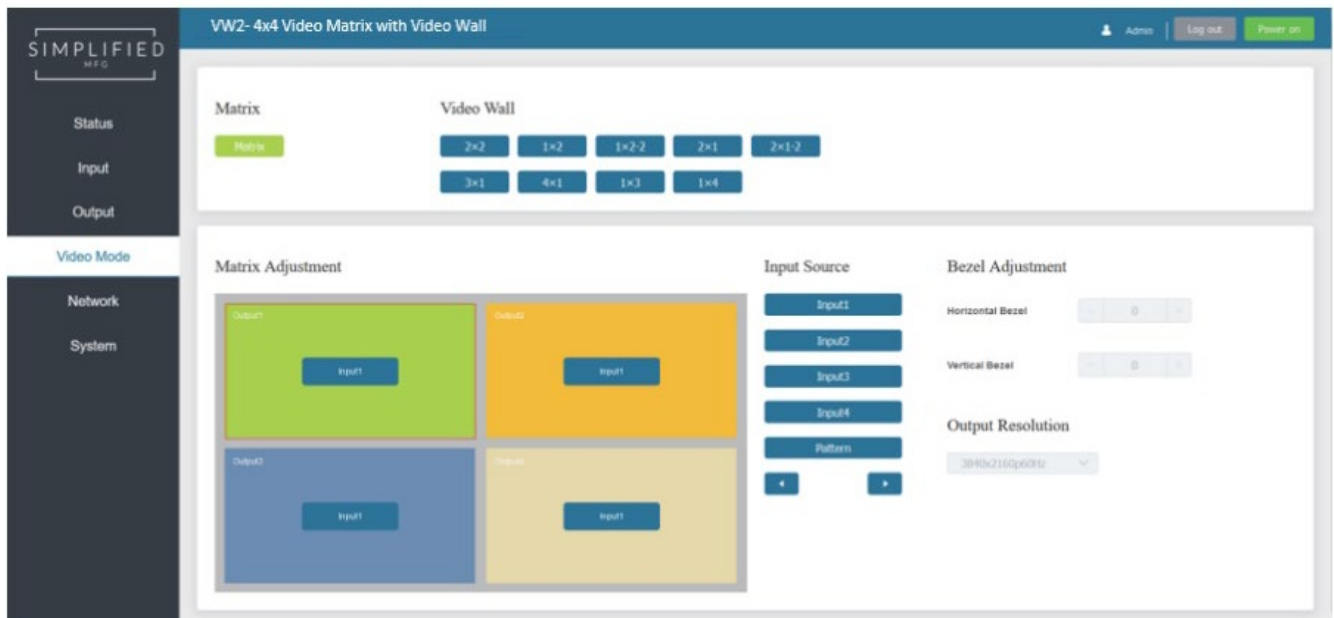 SIMPLIFIED
MFG
VW2- 4x4 Video Matrix with Video Wall
Admin
Log out
Power on
Status
Input
Output
Video Mode
Network
System
Matrix
Matrix
Video Wall
2×2
1×2
1×2-2
2×1
2×1-2
3×1
4×1
1×3
1×4
Matrix Adjustment
Output1
Input1
Output2
Input1
Output3
Input1
Output4
Input1
Input Source
Input1
Input2
Input3
Input4
Pattern
Bezel Adjustment
Horizontal Bezel
- 0 +
Vertical Bezel
- 0 +
Output Resolution
3840x2160p60Hz